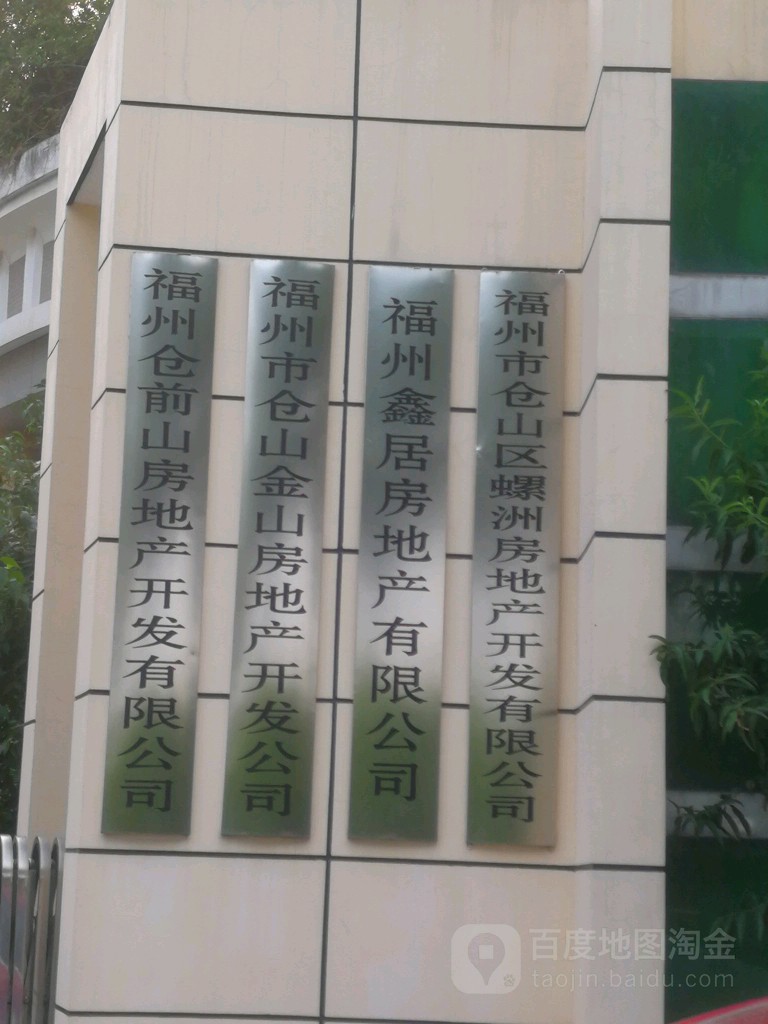 福州仓前山房地产开发有限公司
福州市仓山金山房地产开发公司
福州鑫居房地产有限公司
福州市仓山区螺洲房地产开发有限公司
百度地图淘金
taojin.baidu.com